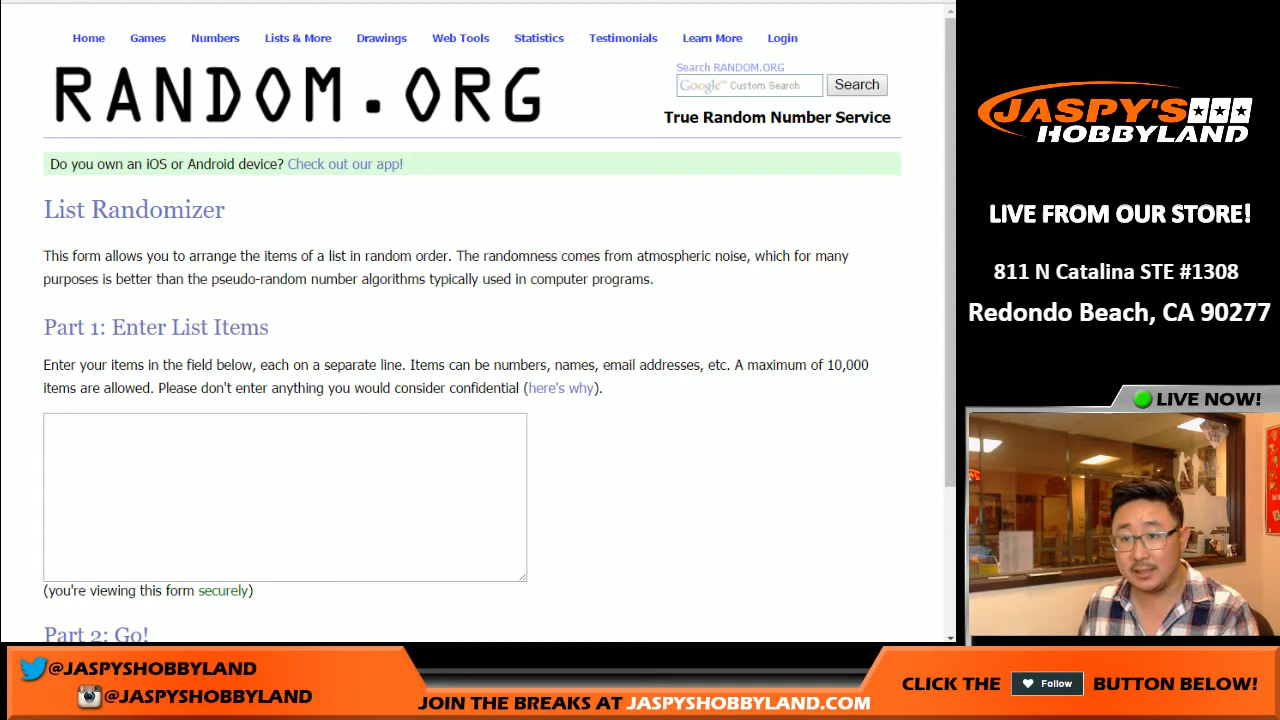 Home Games Numbers Lists & More Drawings Web Tools Statistics Testimonials Learn More Login
RANDOM.ORG
Search RANDOM.ORG
Google™ Custom Search Search
True Random Number Service
Do you own an iOS or Android device? Check out our app!
List Randomizer
This form allows you to arrange the items of a list in random order. The randomness comes from atmospheric noise, which for many
purposes is better than the pseudo-random number algorithms typically used in computer programs.
Part 1: Enter List Items
Enter your items in the field below, each on a separate line. Items can be numbers, names, email addresses, etc. A maximum of 10,000
items are allowed. Please don't enter anything you would consider confidential (here's why).
(you're viewing this form securely)
Part 2: Go!
JASPY'S
HOBBYLAND
LIVE FROM OUR STORE!
811 N Catalina STE #1308
Redondo Beach, CA 90277
LIVE NOW!
@JASPYSHOBBYLAND
@JASPYSHOBBYLAND
JOIN THE BREAKS AT JASPYSHOBBYLAND.COM
CLICK THE Follow BUTTON BELOW!